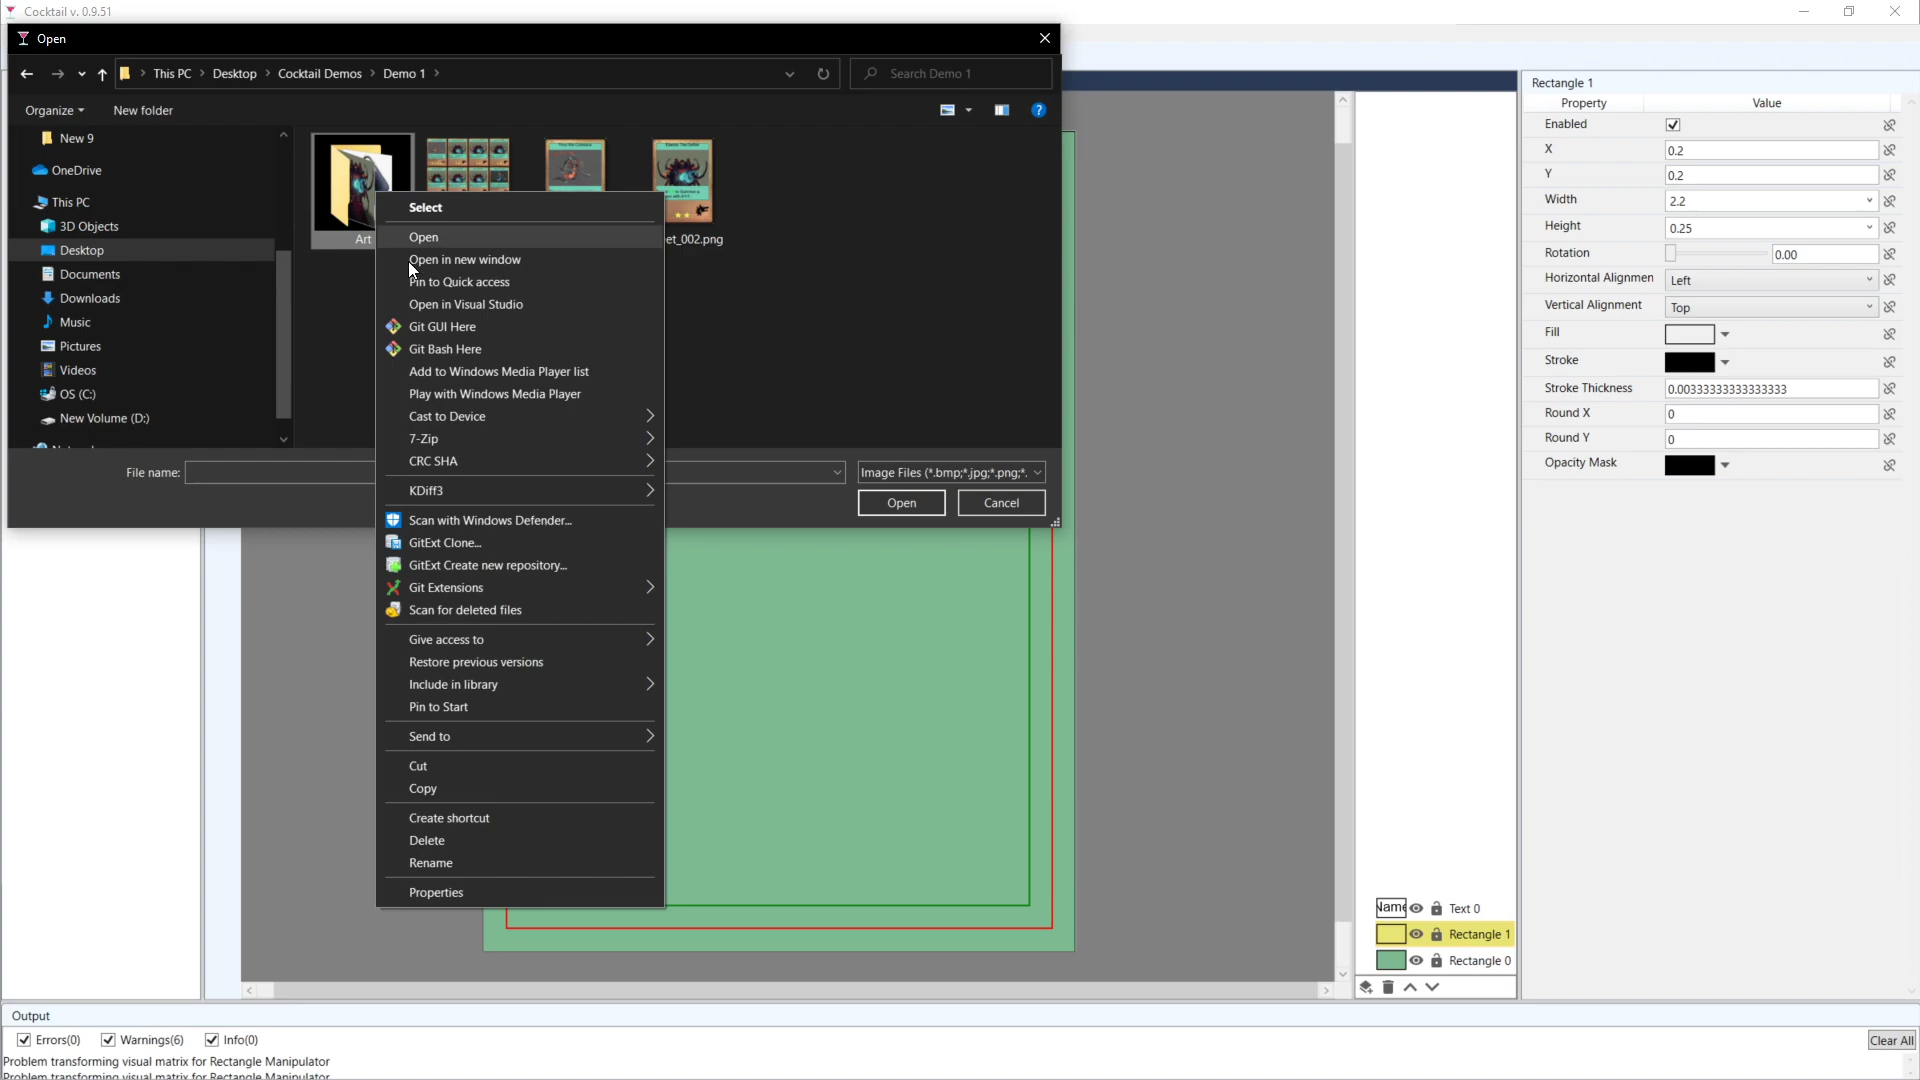 Cocktail v. 0.9.51
Open
This PC
Desktop
Cocktail Demos
Demo 1
Search Demo 1
Organize
New folder
New 9
OneDrive
This PC
3D Objects
Desktop
Documents
Downloads
Music
Pictures
Videos
OS (C:)
New Volume (D:)
Art
et_002.png
File name:
Image Files (*.bmp;*.jpg;*.png;*.
Open
Cancel
Select
Open
Open in new window
Pin to Quick access
Open in Visual Studio
Git GUI Here
Git Bash Here
Add to Windows Media Player list
Play with Windows Media Player
Cast to Device
7-Zip
CRC SHA
KDiff3
Scan with Windows Defender...
GitExt Clone...
GitExt Create new repository...
Git Extensions
Scan for deleted files
Give access to
Restore previous versions
Include in library
Pin to Start
Send to
Cut
Copy
Create shortcut
Delete
Rename
Properties
Name
Text 0
Rectangle 1
Rectangle 0
Rectangle 1
Property
Value
Enabled
X
0.2
Y
0.2
Width
2.2
Height
0.25
Rotation
0.00
Horizontal Alignmen
Left
Vertical Alignment
Top
Fill
Stroke
Stroke Thickness
0.00333333333333333
Round X
0
Round Y
0
Opacity Mask
Output
Errors(0)
Warnings(6)
Info(0)
Clear All
Problem transforming visual matrix for Rectangle Manipulator
Problem transforming visual matrix for Rectangle Manipulator